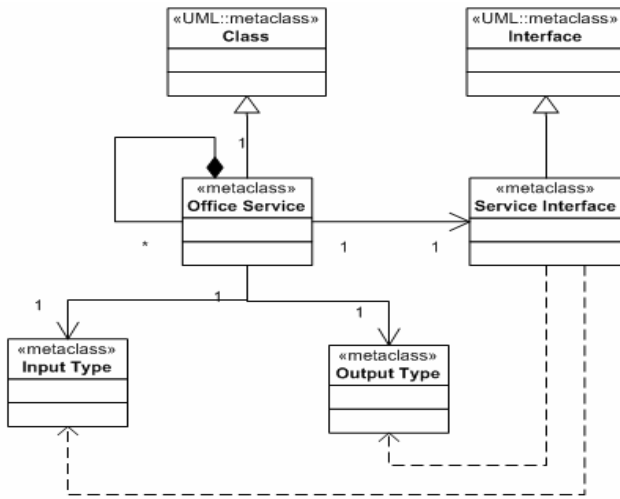 «UML::metaclass»
Class
«UML::metaclass»
Interface
1
«metaclass»
Office Service
«metaclass»
Service Interface
*
1
1
1
1
1
«metaclass»
Input Type
«metaclass»
Output Type